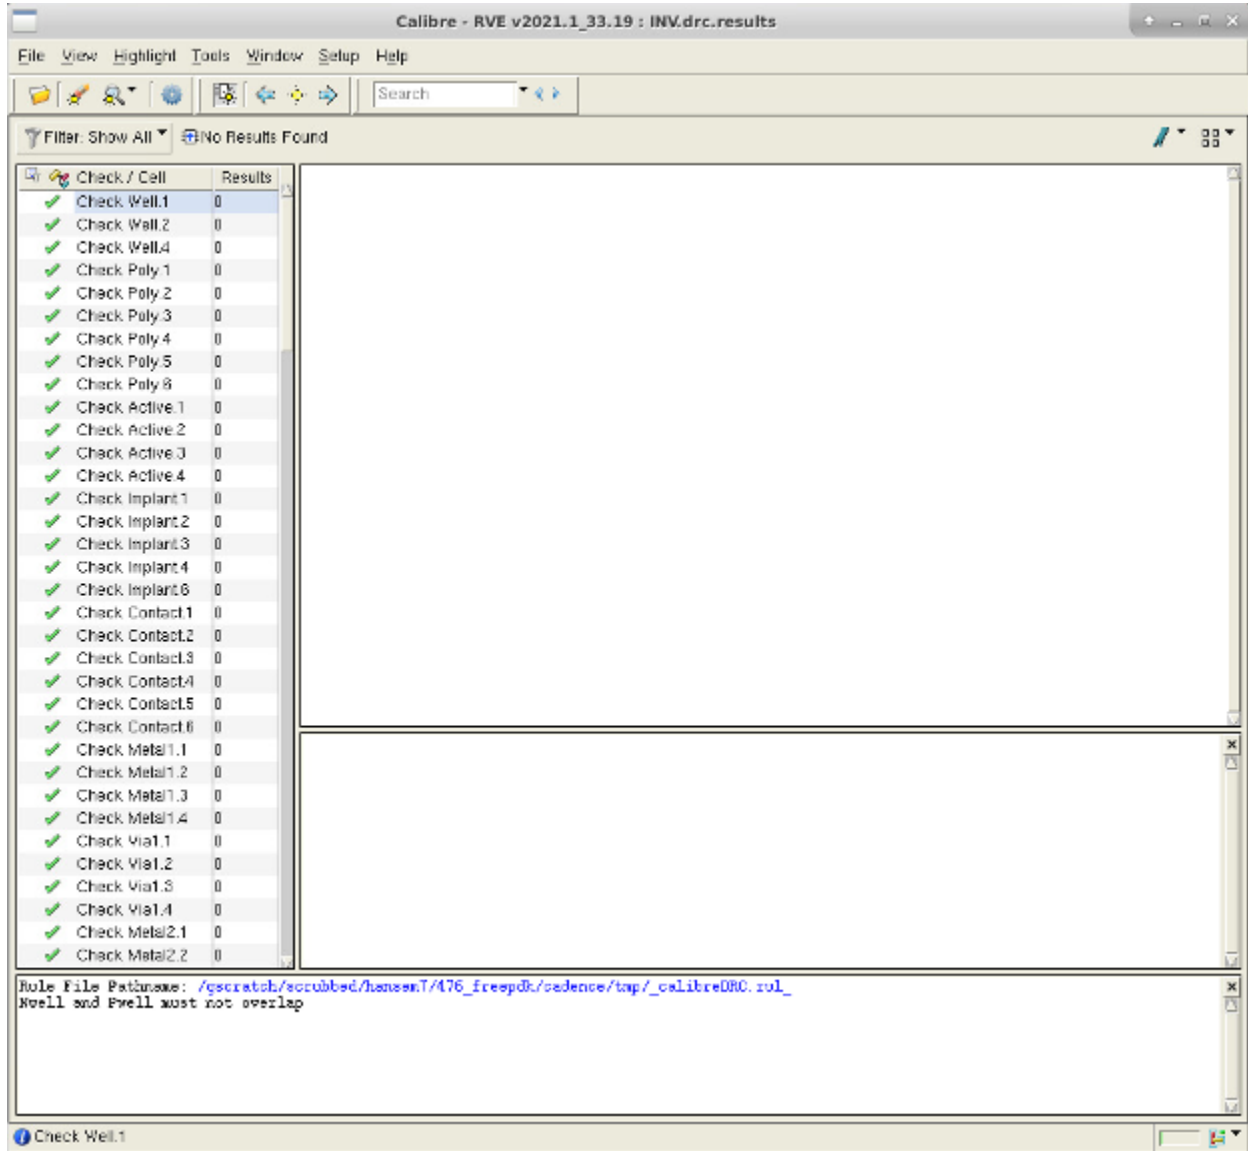 Calibre - RVE v2021.1_33.19 : INV.drc.results
File View Highlight Tools Window Setup Help
Search
Filter: Show All No Results Found
Check / Cell Results
Check Well.1 0
Check Well.2 0
Check Well.4 0
Check Poly.1 0
Check Poly.2 0
Check Poly.3 0
Check Poly.4 0
Check Poly.5 0
Check Poly.6 0
Check Active.1 0
Check Active.2 0
Check Active.3 0
Check Active.4 0
Check Implant.1 0
Check Implant.2 0
Check Implant.3 0
Check Implant.4 0
Check Implant.6 0
Check Contact.1 0
Check Contact.2 0
Check Contact.3 0
Check Contact.4 0
Check Contact.5 0
Check Contact.6 0
Check Metal1.1 0
Check Metal1.2 0
Check Metal1.3 0
Check Metal1.4 0
Check Via1.1 0
Check Via1.2 0
Check Via1.3 0
Check Via1.4 0
Check Metal2.1 0
Check Metal2.2 0
Rule File Pathname: /gscratch/scrubbed/hansemT/476_freepdk/cadence/tmp/_calibreDRC.rul_
Nwell and Pwell must not overlap
Check Well.1